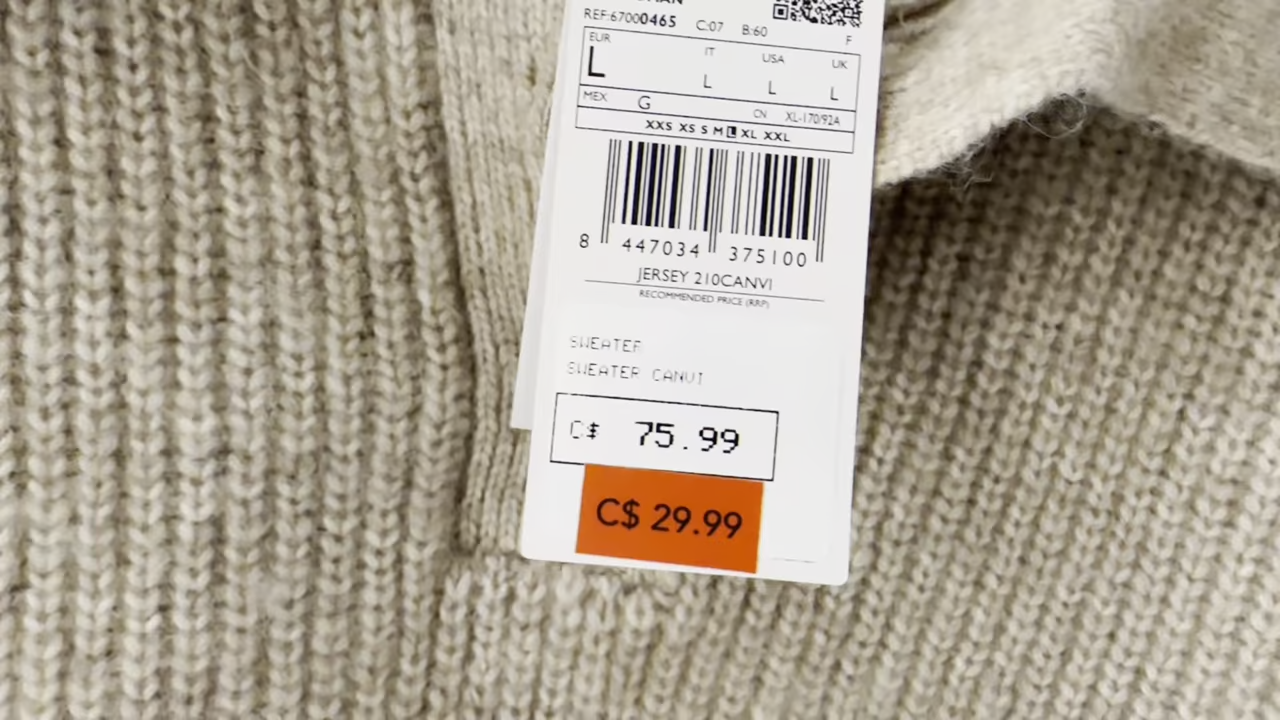 REF:67000465 C:07 B:60 F
EUR IT USA UK
L L L L
MEX G CN XL-170/92A
XXS XS S M L XL XXL
8 447034 375100
JERSEY 210CANVI
RECOMMENDED PRICE (RRP)
SWEATER
SWEATER CANVI
C$ 75.99
C$ 29.99